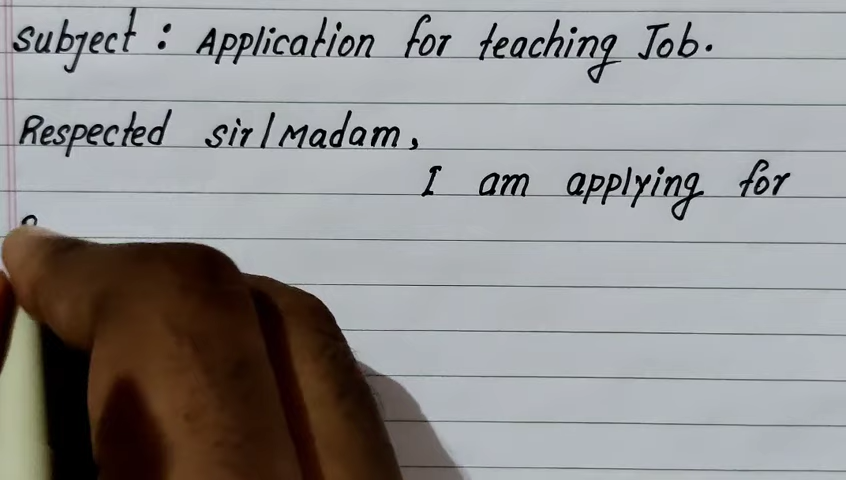 Subject : Application for teaching Job.
Respected sir/Madam,
I am applying for